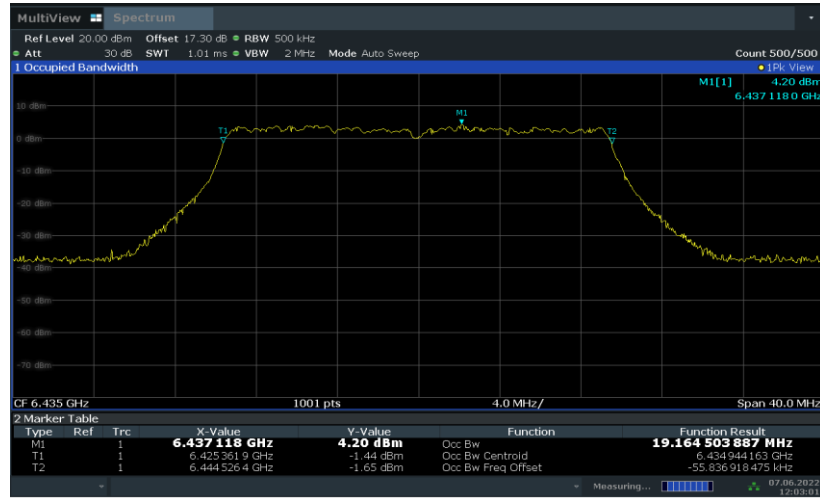 MultiView Spectrum
Ref Level 20.00 dBm Offset 17.30 dB RBW 500 kHz
Att 30 dB SWT 1.01 ms VBW 2 MHz Mode Auto Sweep Count 500/500
1 Occupied Bandwidth 1Pk View
M1[1] 4.20 dBm
6.437 118 0 GHz
10 dBm
M1
T1
T2
0 dBm
-10 dBm
-20 dBm
-30 dBm
-40 dBm
-50 dBm
-60 dBm
-70 dBm
CF 6.435 GHz 1001 pts 4.0 MHz/ Span 40.0 MHz
2 Marker Table
Type Ref Trc X-Value Y-Value Function Function Result
M1 1 6.437 118 GHz 4.20 dBm Occ Bw 19.164 503 887 MHz
T1 1 6.425 361 9 GHz -1.44 dBm Occ Bw Centroid 6.434 944 163 GHz
T2 1 6.444 526 4 GHz -1.65 dBm Occ Bw Freq Offset -55.836 918 475 kHz
Measuring... 07.06.2022
12:03:01